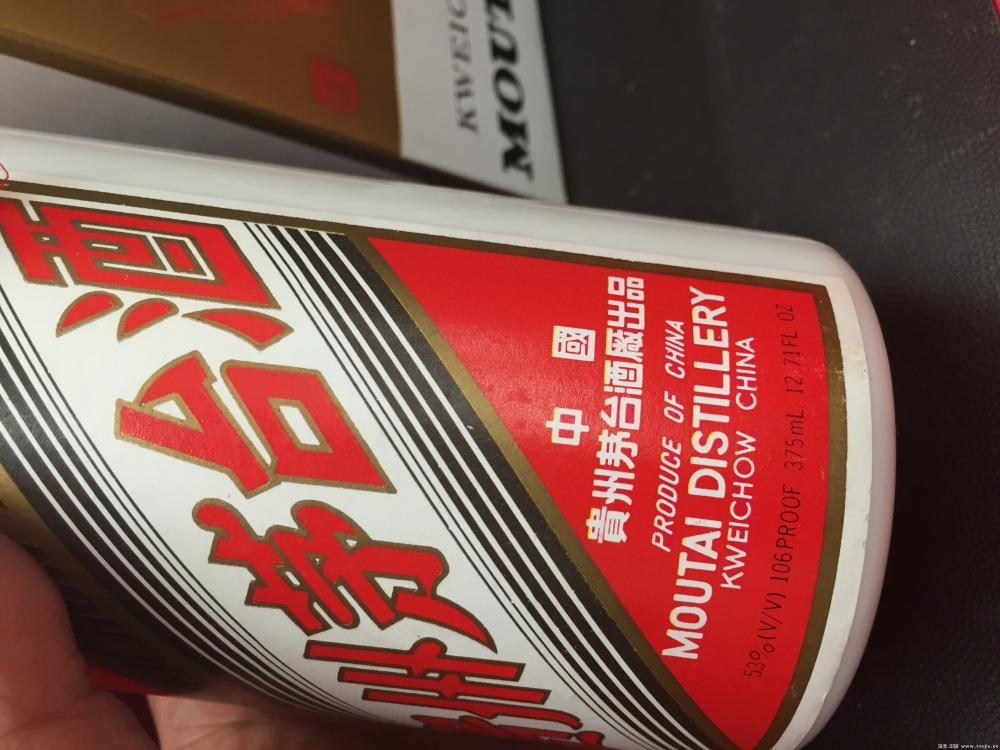 KWEIC
MOUT
州茅台酒
中國
貴州茅台酒廠出品
PRODUCE OF CHINA
MOUTAI DISTILLERY
KWEICHOW CHINA
53%(V/V) 106PROOF 375mL 12.71FL OZ